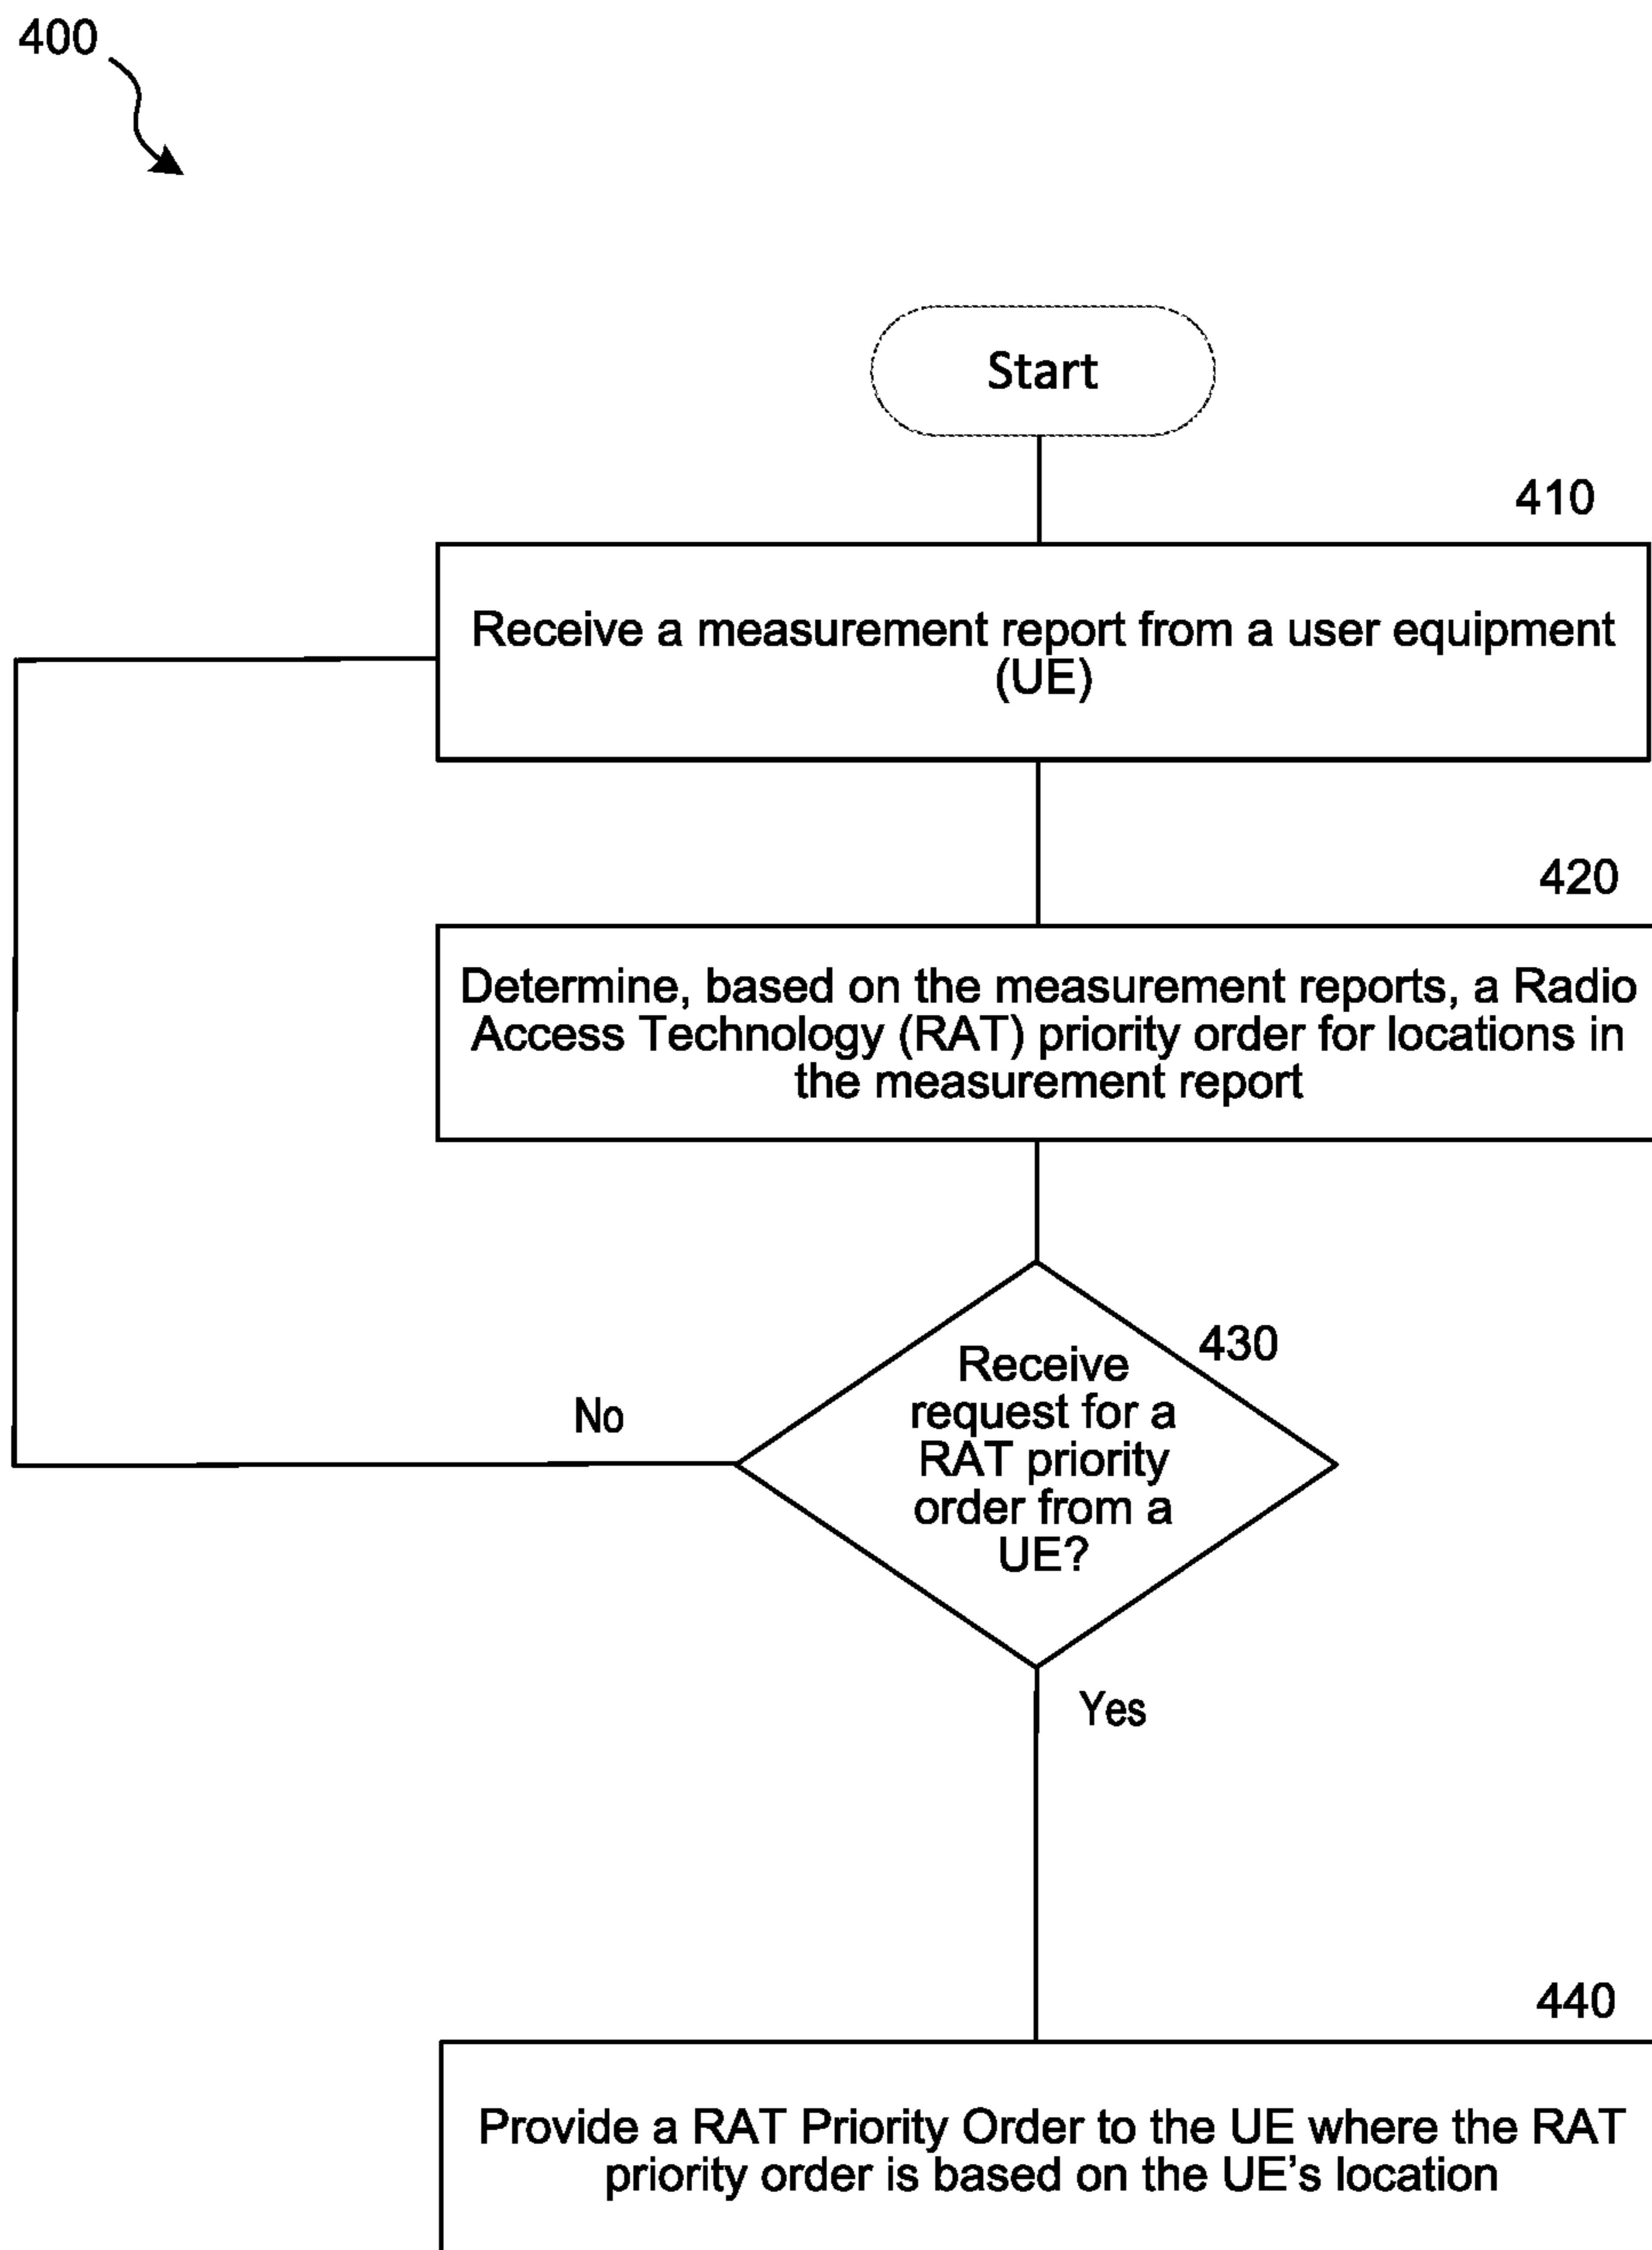 400
Start
410
Receive a measurement report from a user equipment
(UE)
420
Determine, based on the measurement reports, a Radio
Access Technology (RAT) priority order for locations in
the measurement report
430
Receive
request for a
RAT priority
order from a
UE?
No
Yes
440
Provide a RAT Priority Order to the UE where the RAT
priority order is based on the UE’s location